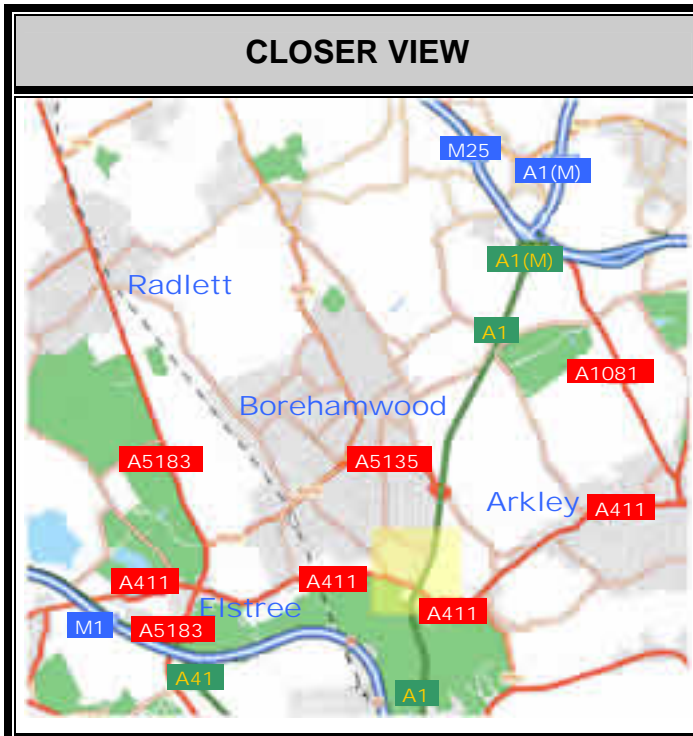 CLOSER VIEW
M25
A1(M)
A1(M)
Radlett
A1
A1081
Borehamwood
A5183
A5135
Arkley
A411
A411
A411
Elstree
A411
M1
A5183
A41
A1